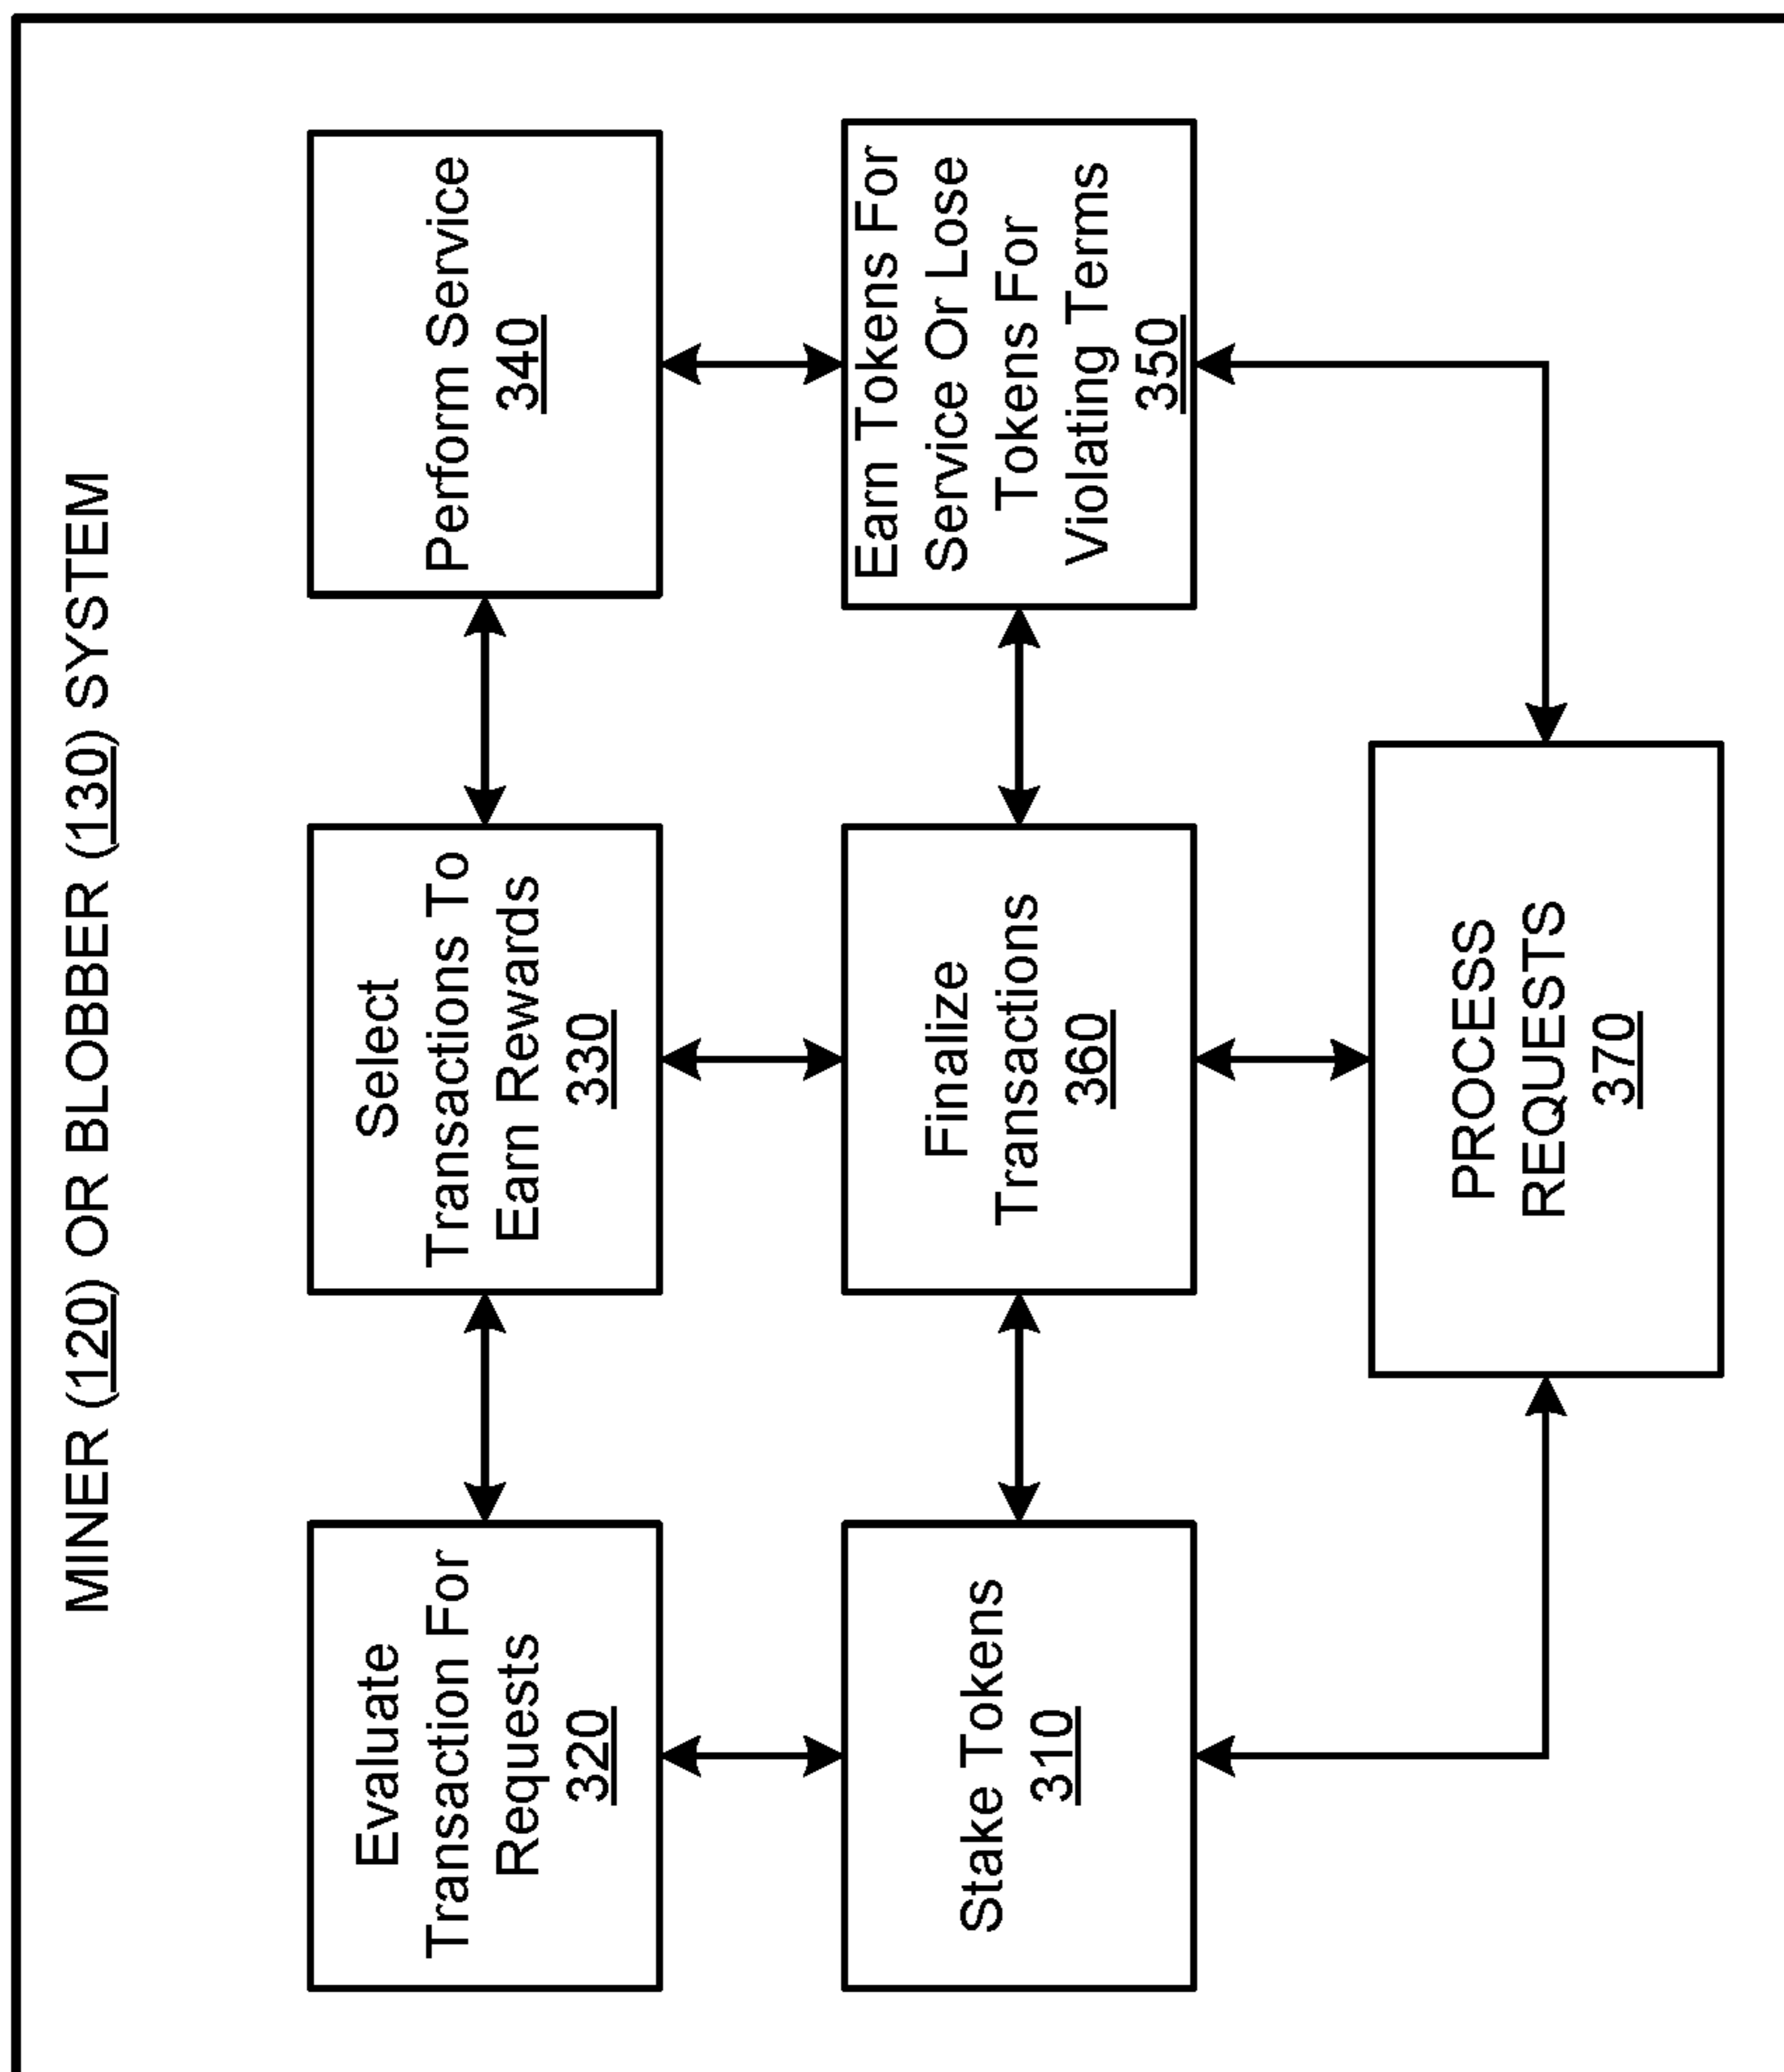 MINER (120) OR BLOBBER (130) SYSTEM
Evaluate
Transaction For
Requests
320
Select
Transactions To
Earn Rewards
330
Perform Service
340
Stake Tokens
310
Finalize
Transactions
360
Earn Tokens For
Service Or Lose
Tokens For
Violating Terms
350
PROCESS
REQUESTS
370